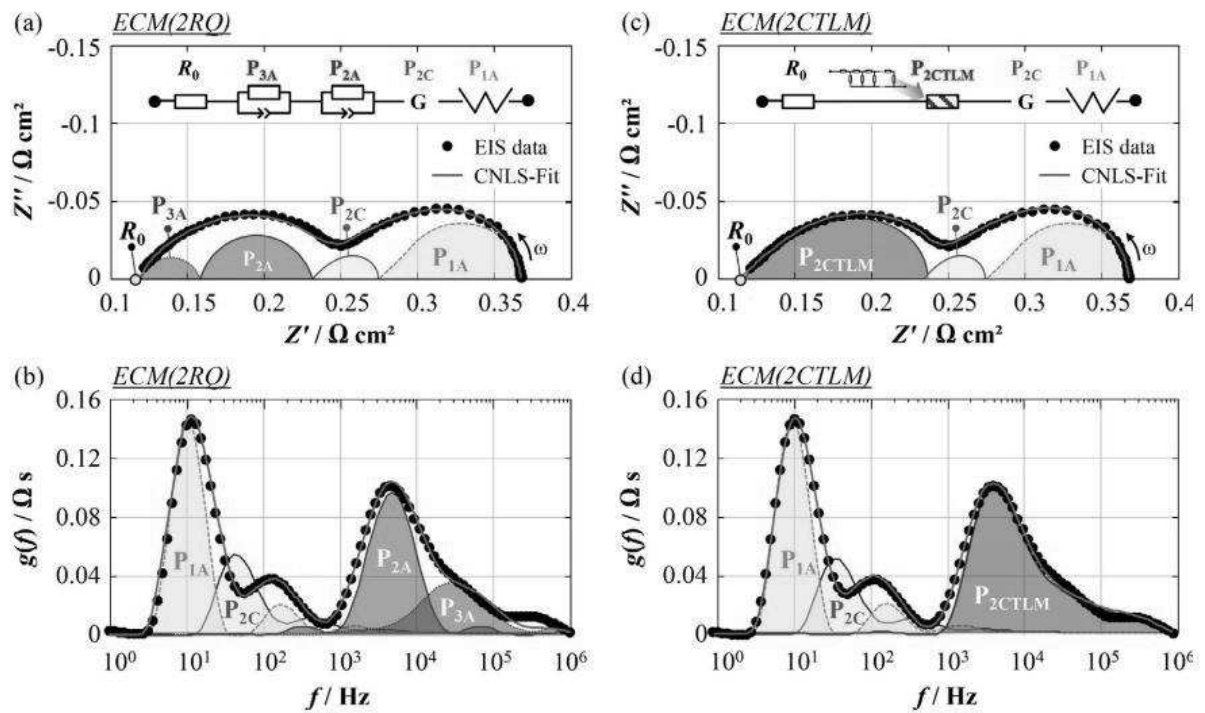 (a) ECM(2RQ)
-0.15
-0.1
-0.05
0
Z'' / Ω cm²
R₀ P₃A P₂A P₂C P₁A
G
EIS data
CNLS-Fit
P₃A
P₂C
R₀
P₂A
P₁A
ω
0.1 0.15 0.2 0.25 0.3 0.35 0.4
Z' / Ω cm²
(c) ECM(2CTLM)
-0.15
-0.1
-0.05
0
Z'' / Ω cm²
R₀ P2CTLM P₂C P₁A
G
EIS data
CNLS-Fit
P₂C
R₀
P2CTLM
P₁A
ω
0.1 0.15 0.2 0.25 0.3 0.35 0.4
Z' / Ω cm²
(b) ECM(2RQ)
0.16
0.12
0.08
0.04
0
g(f) / Ω s
P₁A
P₂C
P₂A
P₃A
10⁰ 10¹ 10² 10³ 10⁴ 10⁵ 10⁶
f / Hz
(d) ECM(2CTLM)
0.16
0.12
0.08
0.04
0
g(f) / Ω s
P₁A
P₂C
P2CTLM
10⁰ 10¹ 10² 10³ 10⁴ 10⁵ 10⁶
f / Hz